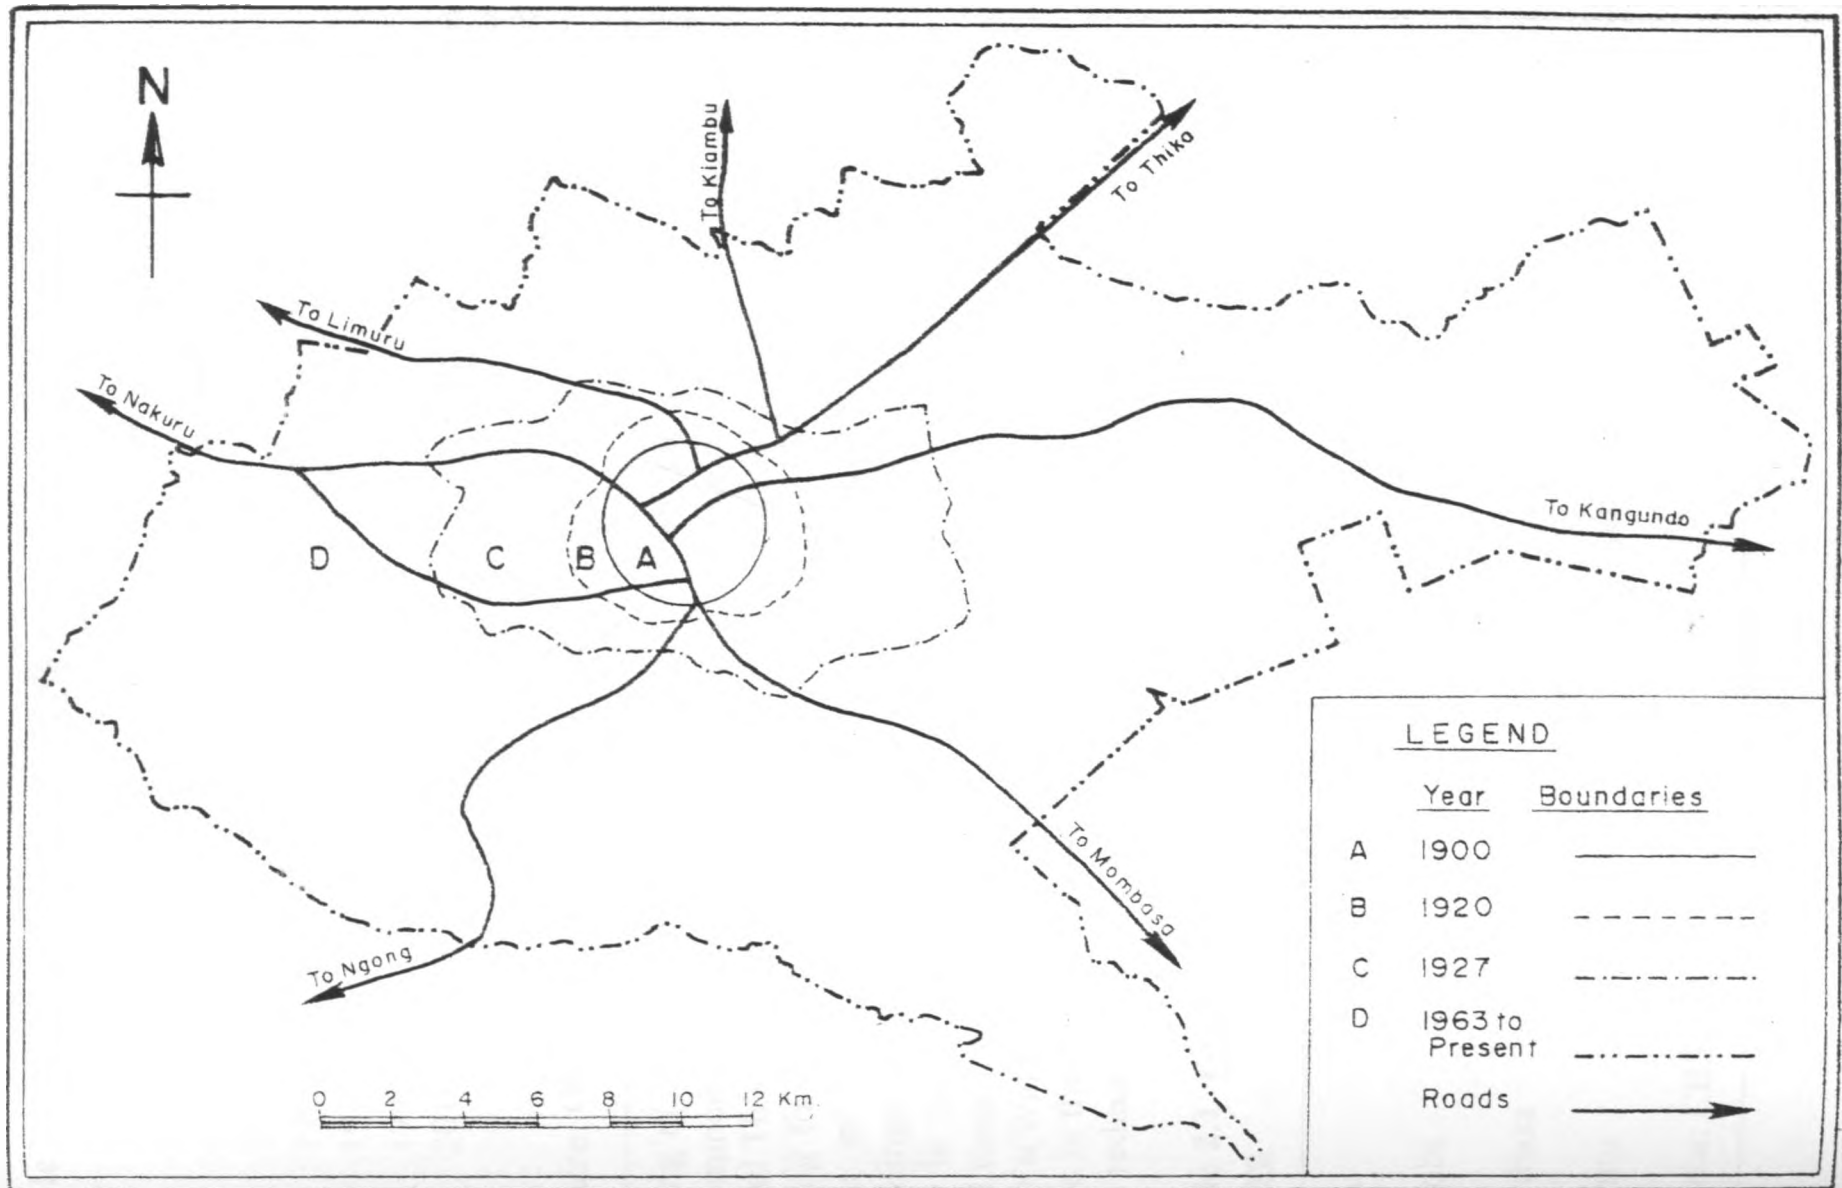 N
To Kiambu
To Thika
To Limuru
To Nakuru
To Kangundo
D C B A
To Mombasa
To Ngong
0 2 4 6 8 10 12 Km.
LEGEND
Year Boundaries
A 1900
B 1920
C 1927
D 1963 to
Present
Roads